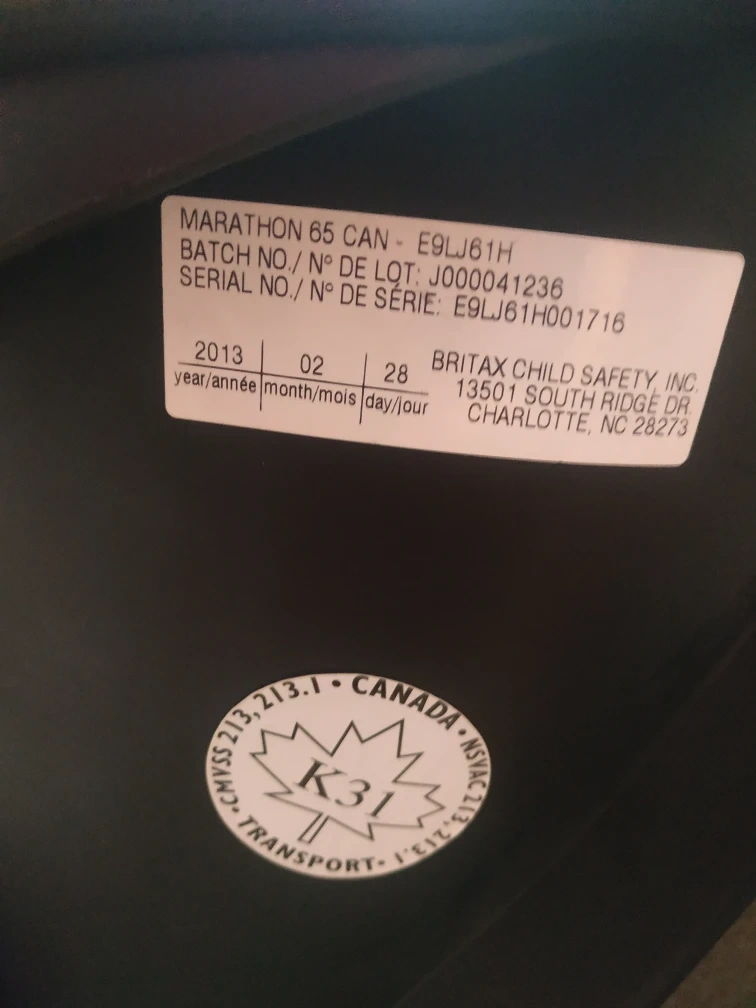 MARATHON 65 CAN - E9LJ61H
BATCH NO./ Nº DE LOT: J000041236
SERIAL NO./ Nº DE SÉRIE: E9LJ61H001716
2013 02 28
year/année month/mois day/jour
BRITAX CHILD SAFETY, INC.
13501 SOUTH RIDGE DR.
CHARLOTTE, NC 28273
• CMVSS 213, 213.1 • CANADA • NSVAC 213, 213.1 • TRANSPORT
K31